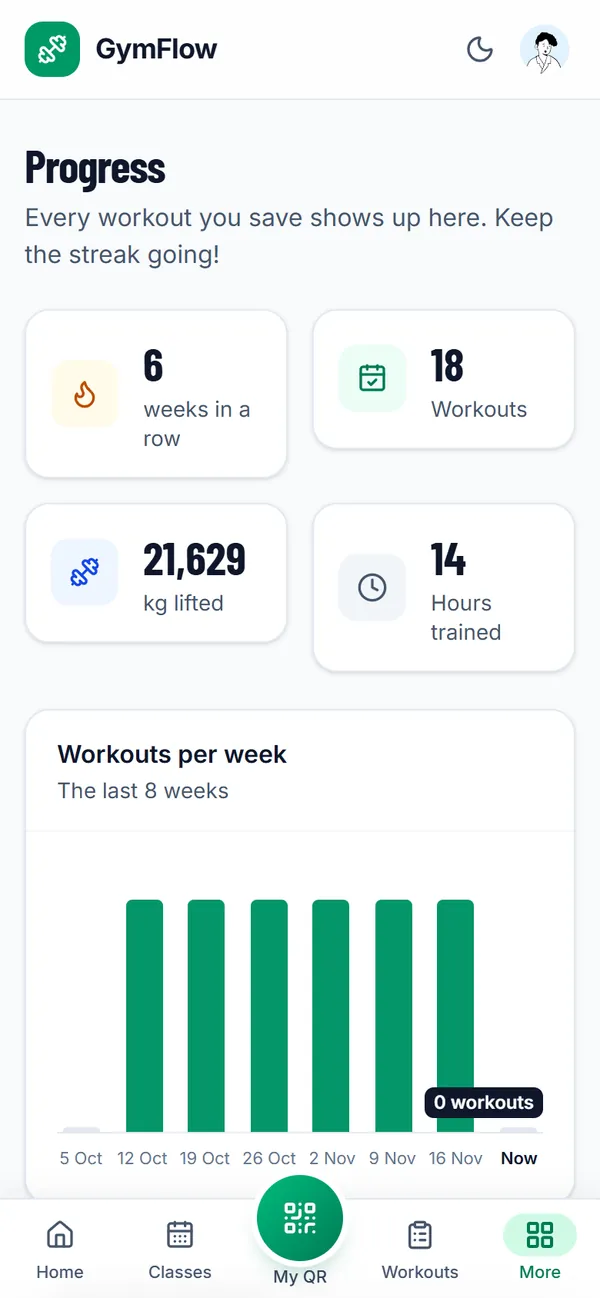 GymFlow
Progress
Every workout you save shows up here. Keep
the streak going!
6
weeks in a
row
18
Workouts
21,629
kg lifted
14
Hours
trained
Workouts per week
The last 8 weeks
0 workouts
5 Oct 12 Oct 19 Oct 26 Oct 2 Nov 9 Nov 16 Nov Now
Home Classes My QR Workouts More